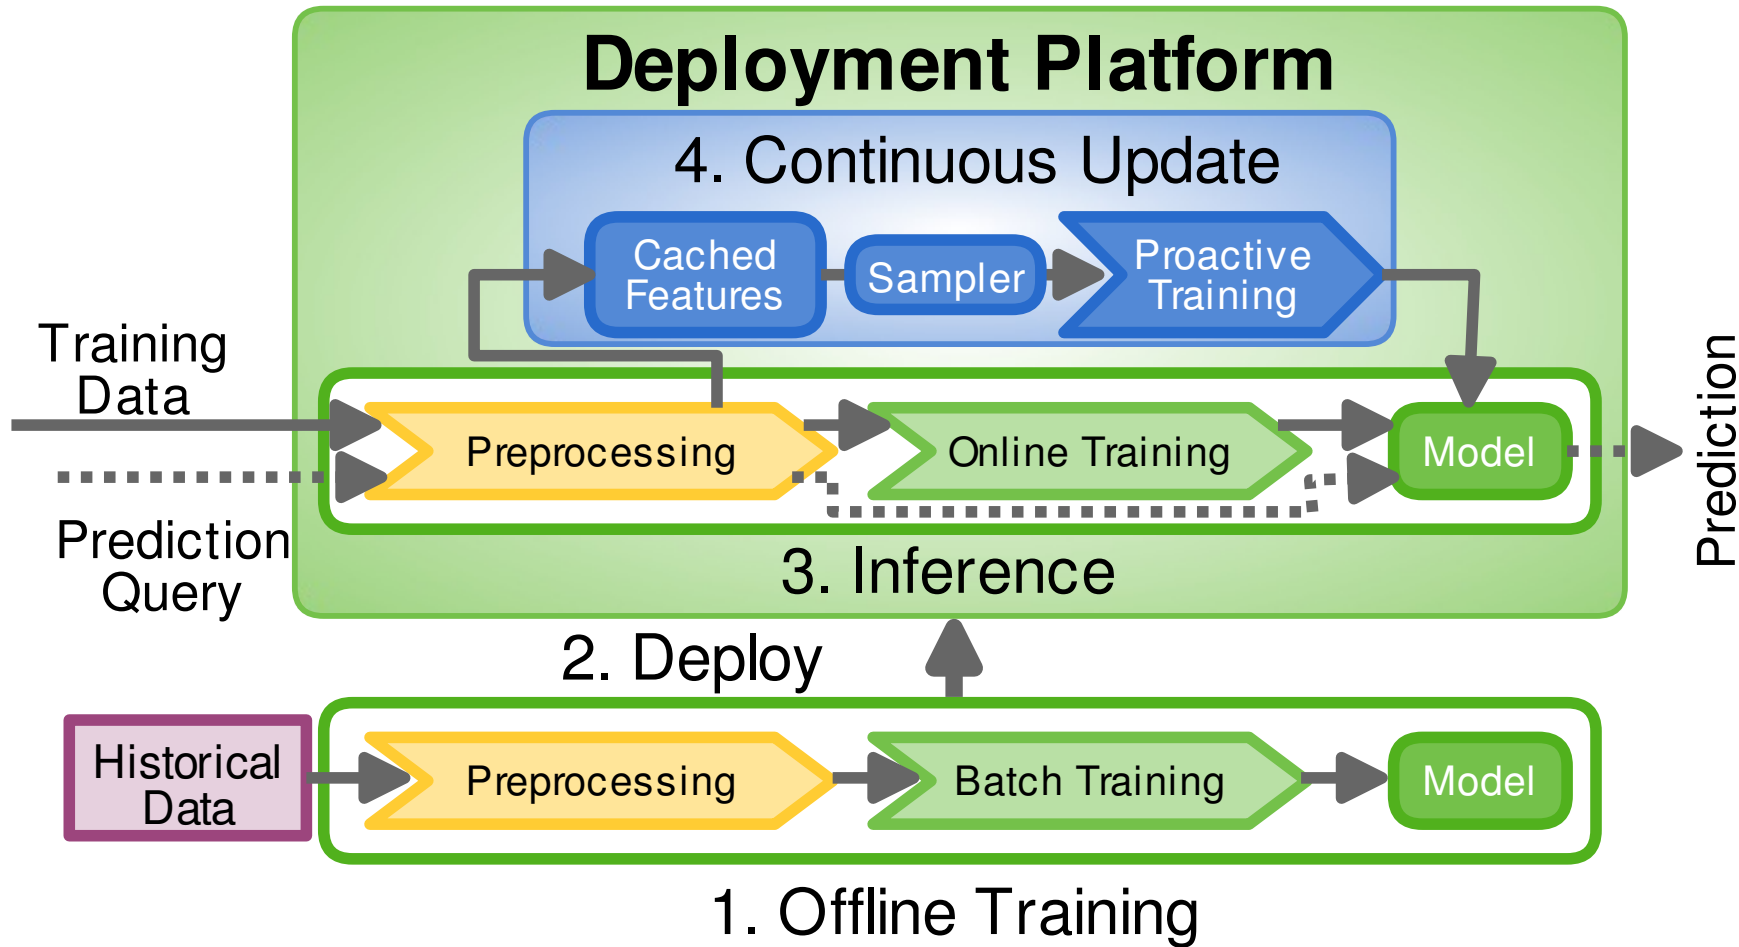 Deployment Platform
4. Continuous Update
Cached
Features
Sampler
Proactive
Training
Training
Data
Preprocessing
Online Training
Model
Prediction
Prediction
Query
3. Inference
2. Deploy
Historical
Data
Preprocessing
Batch Training
Model
1. Offline Training